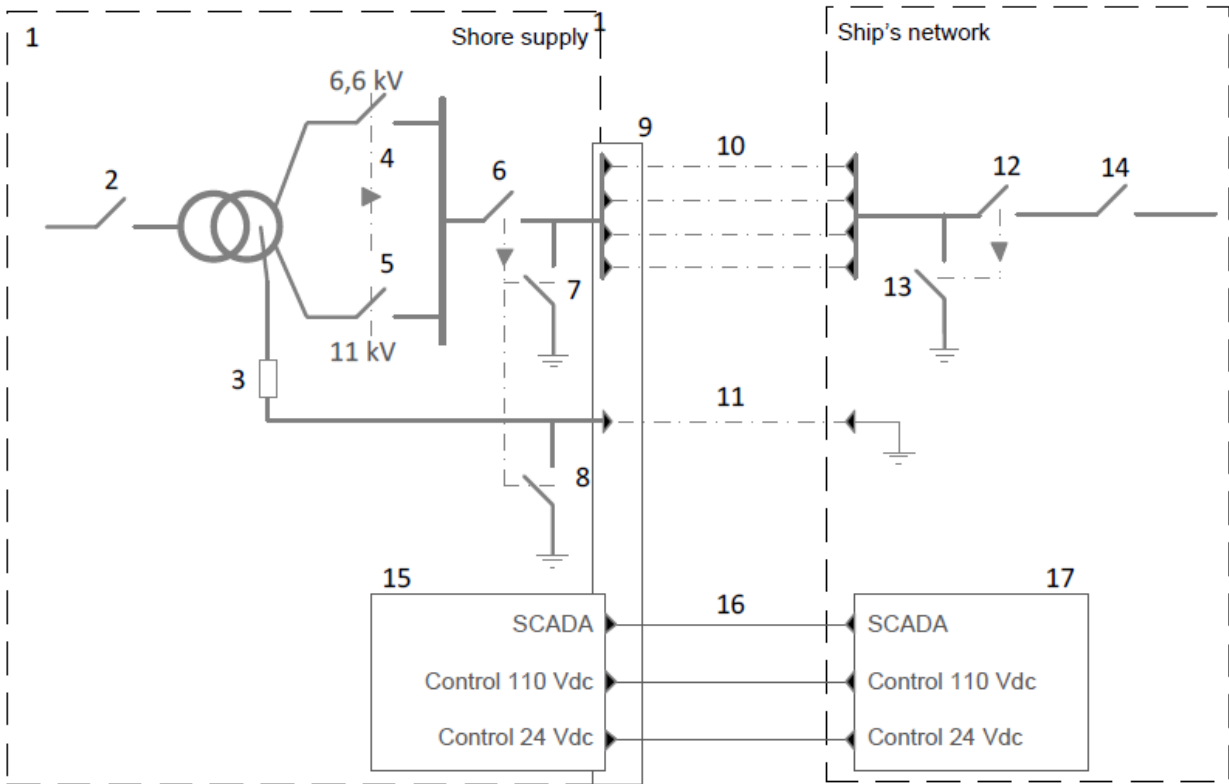 1
Shore supply
1
Ship's network
6,6 kV
9
2
4
6
10
12
14
5
7
13
11 kV
3
11
8
15
16
17
SCADA
SCADA
Control 110 Vdc
Control 110 Vdc
Control 24 Vdc
Control 24 Vdc